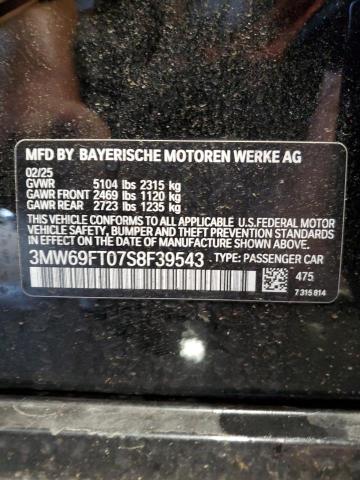 MFD BY BAYERISCHE MOTOREN WERKE AG
02/25
GVWR 5104 lbs 2315 kg
GAWR FRONT 2469 lbs 1120 kg
GAWR REAR 2723 lbs 1235 kg
THIS VEHICLE CONFORMS TO ALL APPLICABLE U.S.FEDERAL MOTOR
VEHICLE SAFETY, BUMPER AND THEFT PREVENTION STANDARDS
IN EFFECT ON THE DATE OF MANUFACTURE SHOWN ABOVE.
3MW69FT07S8F39543 TYPE: PASSENGER CAR
475
7 315 814